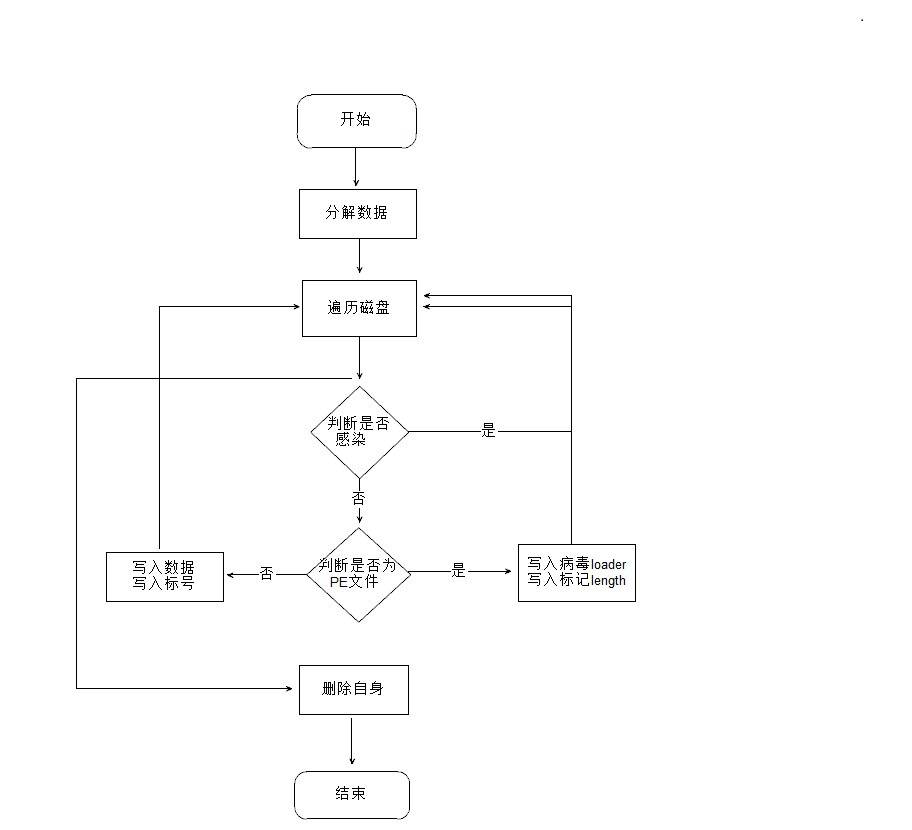 开始
分解数据
遍历磁盘
判断是否
感染
是
否
判断是否为
PE文件
否
是
写入数据
写入标号
写入病毒loader
写入标记length
删除自身
结束